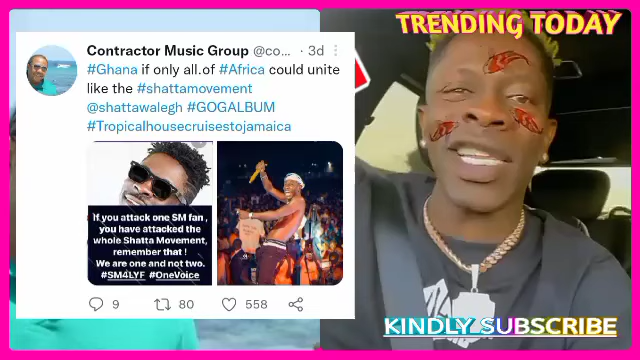 TRENDING TODAY
Contractor Music Group @co... · 3d
#Ghana if only all.of #Africa could unite
like the #shattamovement
@shattawalegh #GOGALBUM
#Tropicalhousecruisestojamaica
If you attack one SM fan ,
you have attacked the
whole Shatta Movement,
remember that !
We are one and not two.
#SM4LYF #OneVoice
9 80 558
KINDLY SUBSCRIBE